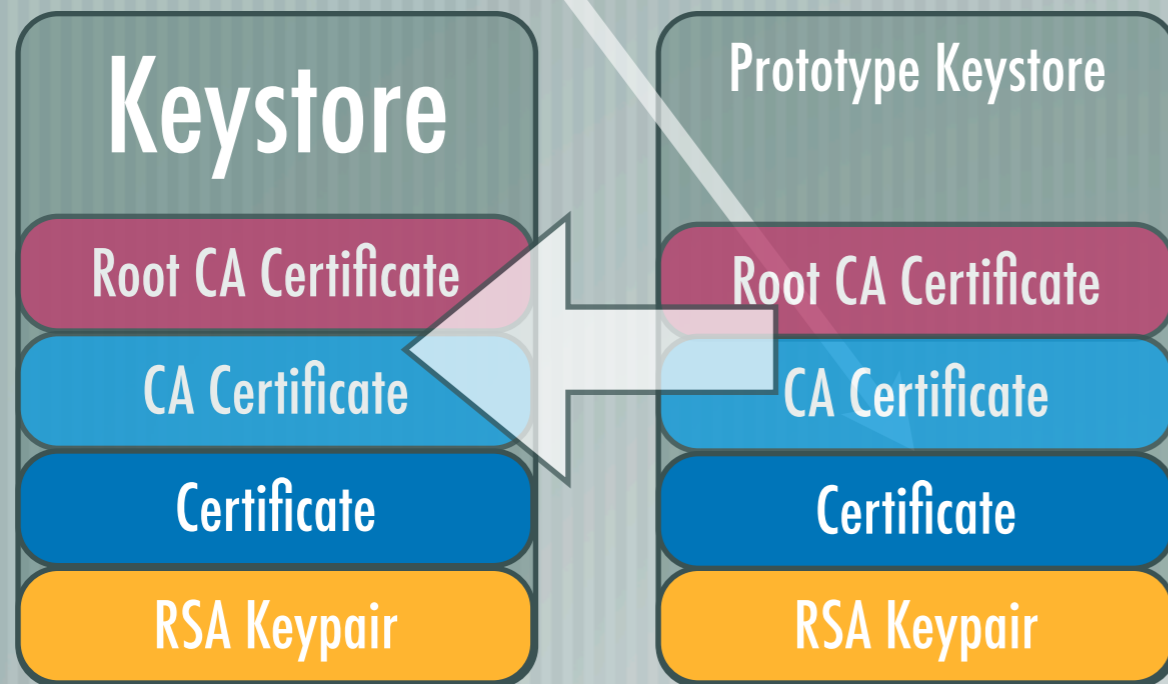 Keystore
Root CA Certificate
CA Certificate
Certificate
RSA Keypair
Prototype Keystore
Root CA Certificate
CA Certificate
Certificate
RSA Keypair